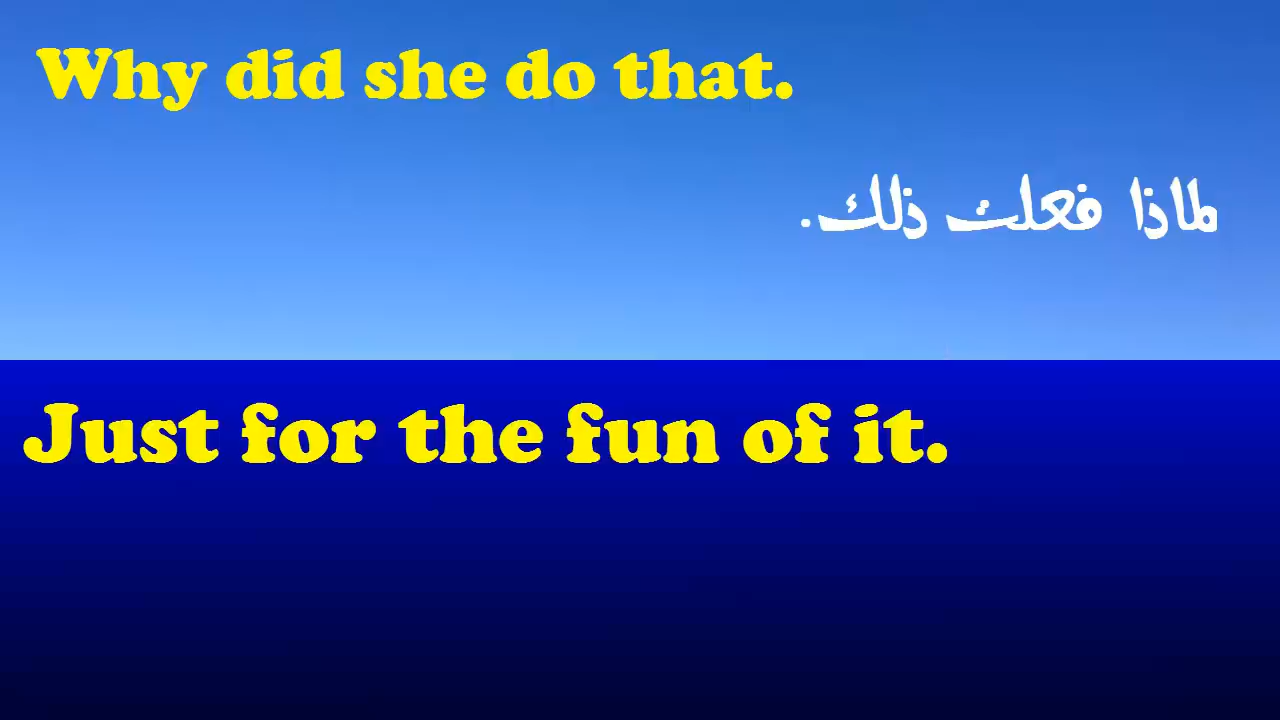 Why did she do that.
لماذا فعلت ذلك.
Just for the fun of it.